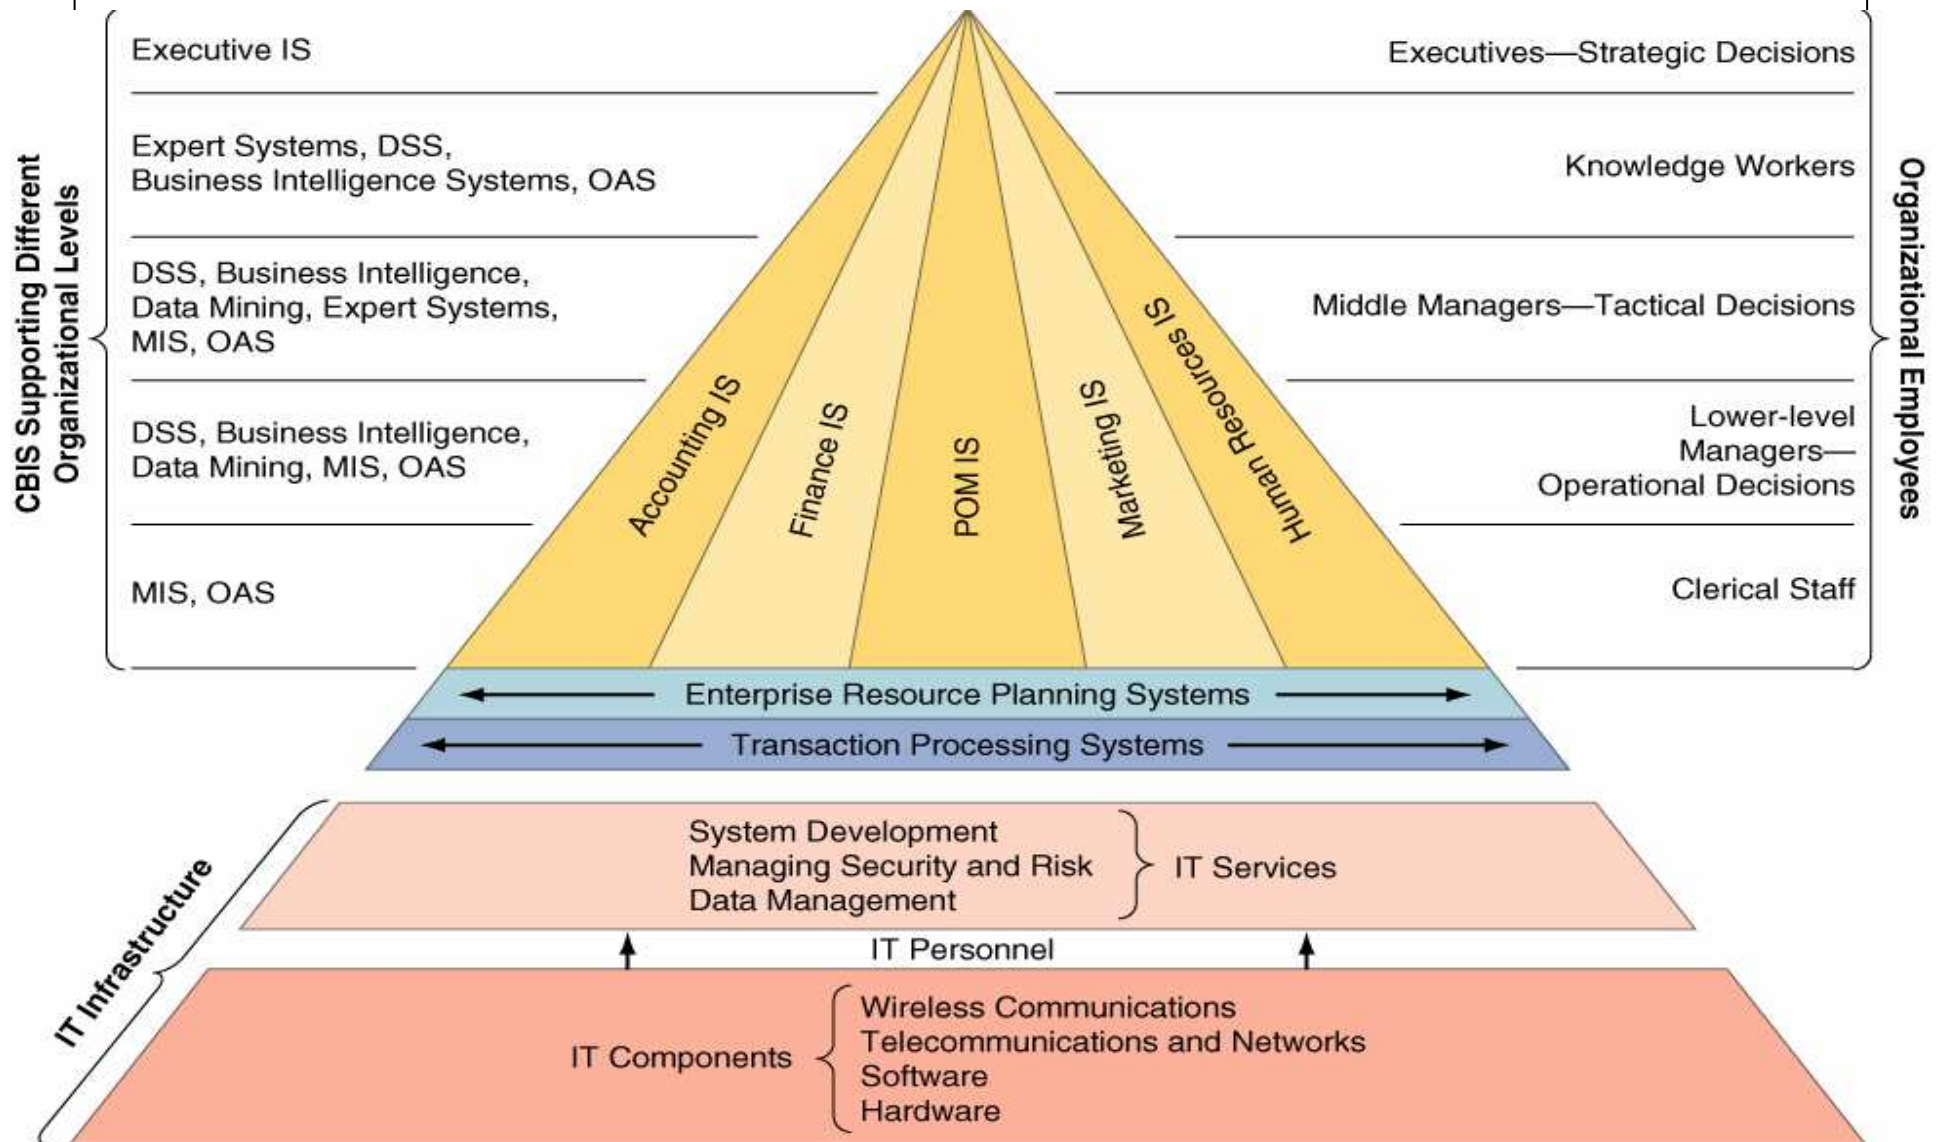 Executive IS
Executives—Strategic Decisions
Expert Systems, DSS,
Business Intelligence Systems, OAS
Knowledge Workers
DSS, Business Intelligence,
Data Mining, Expert Systems,
MIS, OAS
Middle Managers—Tactical Decisions
DSS, Business Intelligence,
Data Mining, MIS, OAS
Lower-level
Managers—
Operational Decisions
MIS, OAS
Clerical Staff
CBIS Supporting Different
Organizational Levels
Organizational Employees
Accounting IS
Finance IS
POM IS
Marketing IS
Human Resources IS
Enterprise Resource Planning Systems
Transaction Processing Systems
IT Infrastructure
System Development
Managing Security and Risk
Data Management
IT Services
IT Personnel
IT Components
Wireless Communications
Telecommunications and Networks
Software
Hardware